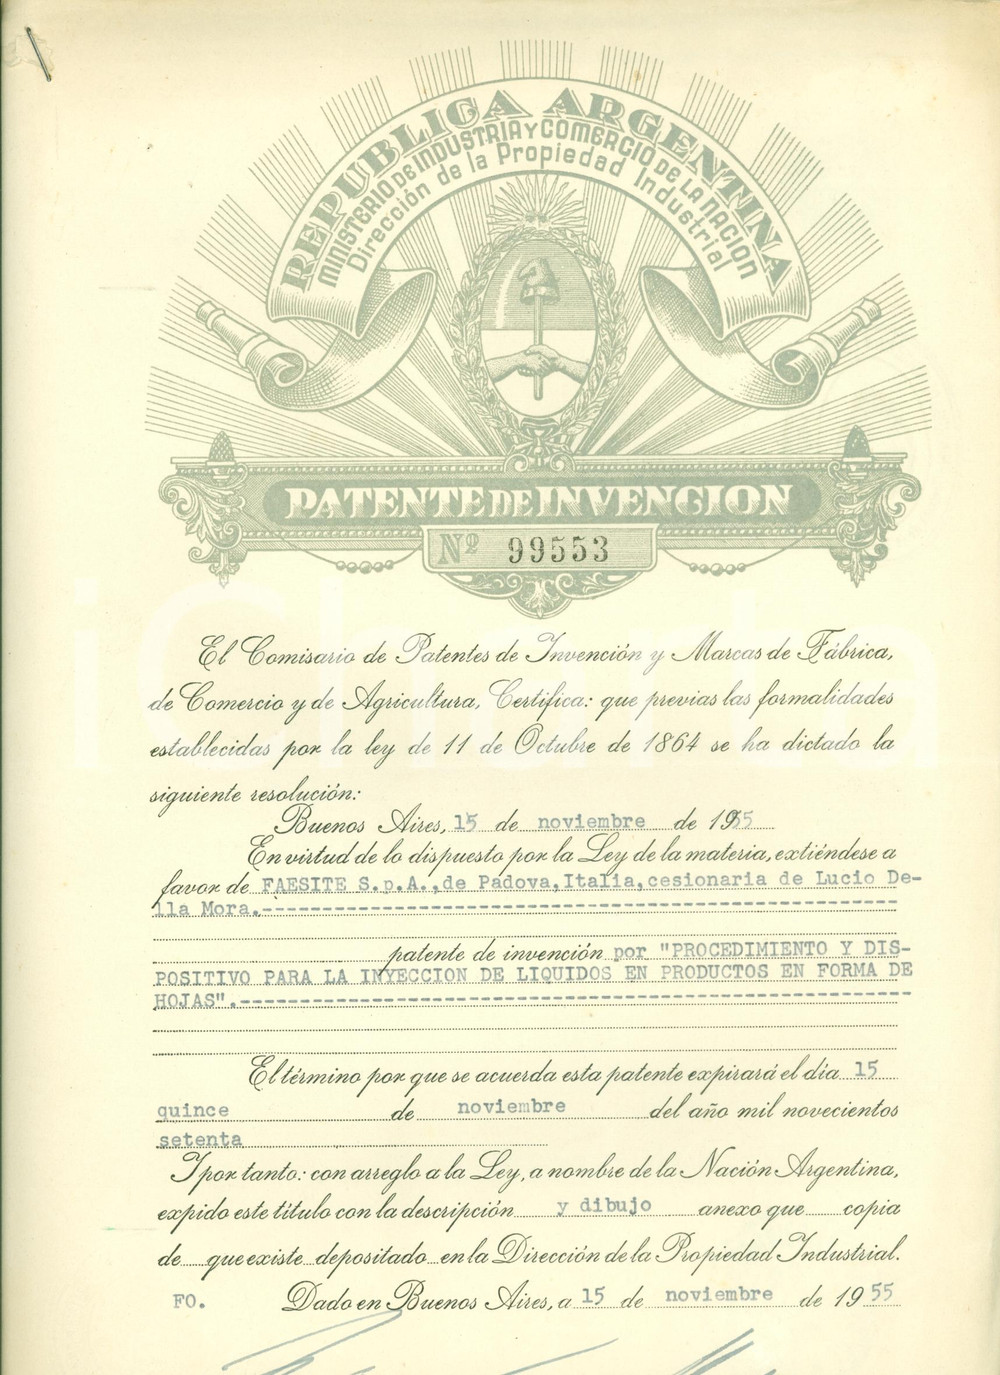 REPUBLICA ARGENTINA
MINISTERIO DE INDUSTRIA Y COMERCIO DE LA NACION
Dirección de la Propiedad Industrial
PATENTE DE INVENCION
Nº 99553
El Comisario de Patentes de Invención y Marcas de Fábrica,
de Comercio y de Agricultura, Certifica: que previas las formalidades
establecidas por la ley de 11 de Octubre de 1864 se ha dictado la
siguiente resolución:
Buenos Aires, 15 de noviembre de 1955
En virtud de lo dispuesto por la Ley de la materia, extiéndese a
favor de FAESITE S.p.A., de Padova, Italia, cesionaria de Lucio De-
lla Mora.-
patente de invención por "PROCEDIMIENTO Y DIS-
POSITIVO PARA LA INYECCION DE LIQUIDOS EN PRODUCTOS EN FORMA DE
HOJAS".-
El término por que se acuerda esta patente expirará el día 15
quince de noviembre del año mil novecientos
setenta
I por tanto: con arreglo a la Ley, a nombre de la Nación Argentina,
expido este título con la descripción y dibujo anexo que copia
de que existe depositado en la Dirección de la Propiedad Industrial.
FO. Dado en Buenos Aires, a 15 de noviembre de 1955